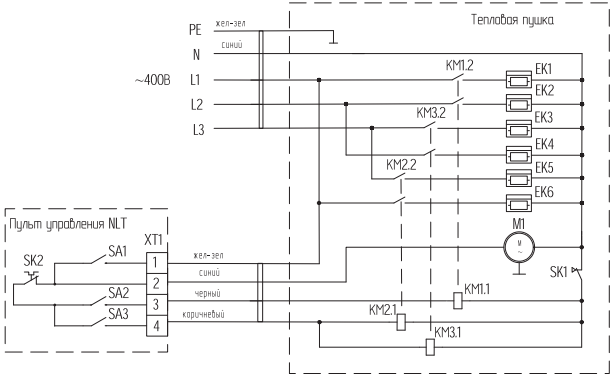 Тепловая пушка
PE
жел-зел
N
синий
~400В
L1
L2
L3
KM1.2
KM3.2
KM2.2
EK1
EK2
EK3
EK4
EK5
EK6
M1
M
~
SK1
KM1.1
KM2.1
KM3.1
Пульт управления NLT
XT1
SK2
SA1
SA2
SA3
1
2
3
4
жел-зел
синий
черный
коричневый